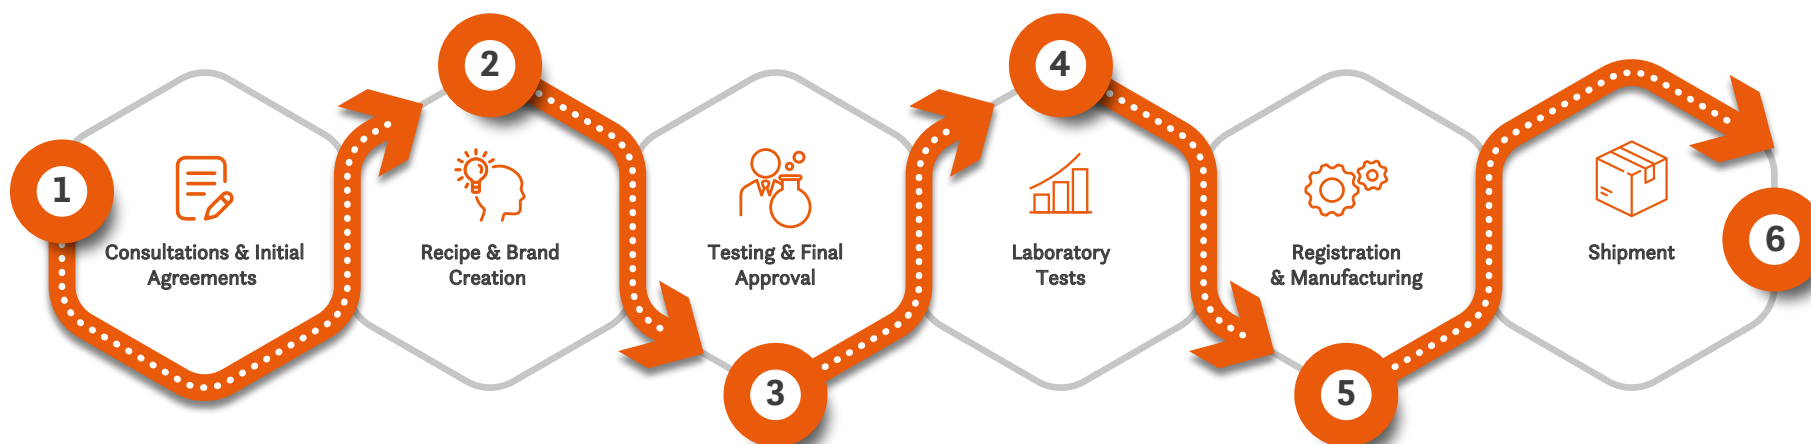 1
Consultations & Initial
Agreements
2
Recipe & Brand
Creation
3
Testing & Final
Approval
4
Laboratory
Tests
5
Registration
& Manufacturing
6
Shipment